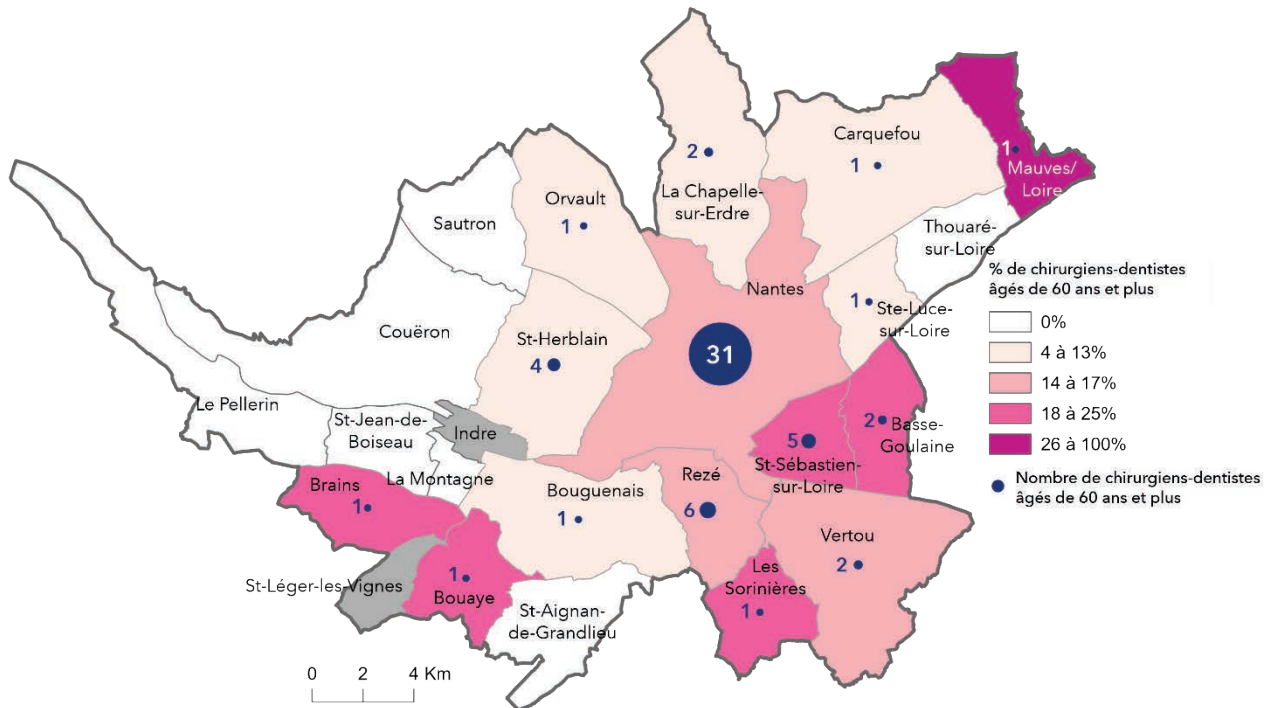 Carquefou
1
1
Mauves/
Loire
2
La Chapelle-
sur-Erdre
Orvault
1
Sautron
Thouaré-
sur-Loire
Nantes
31
1
Ste-Luce-
sur-Loire
Couëron
St-Herblain
4
Le Pellerin
St-Jean-de-
Boiseau
Indre
La Montagne
5
St-Sébastien-
sur-Loire
2
Basse-
Goulaine
Brains
1
Bouguenais
1
Rezé
6
Vertou
2
St-Léger-les-Vignes
1
Bouaye
St-Aignan-
de-Grandlieu
Les
Sorinières
1
% de chirurgiens-dentistes
âgés de 60 ans et plus
0%
4 à 13%
14 à 17%
18 à 25%
26 à 100%
Nombre de chirurgiens-dentistes
âgés de 60 ans et plus
0 2 4 Km